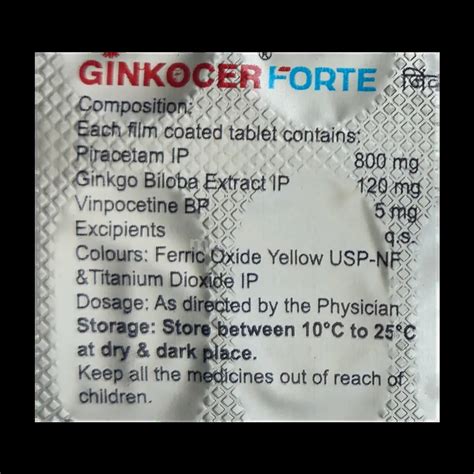 ®
GINKOCER FORTE
Composition:
Each film coated tablet contains:
Piracetam IP 800 mg
Ginkgo Biloba Extract IP 120 mg
Vinpocetine BP 5 mg
Excipients q.s.
Colours: Ferric Oxide Yellow USP-NF
&Titanium Dioxide IP
Dosage: As directed by the Physician
Storage: Store between 10°C to 25°C
at dry & dark place.
Keep all the medicines out of reach of
children.